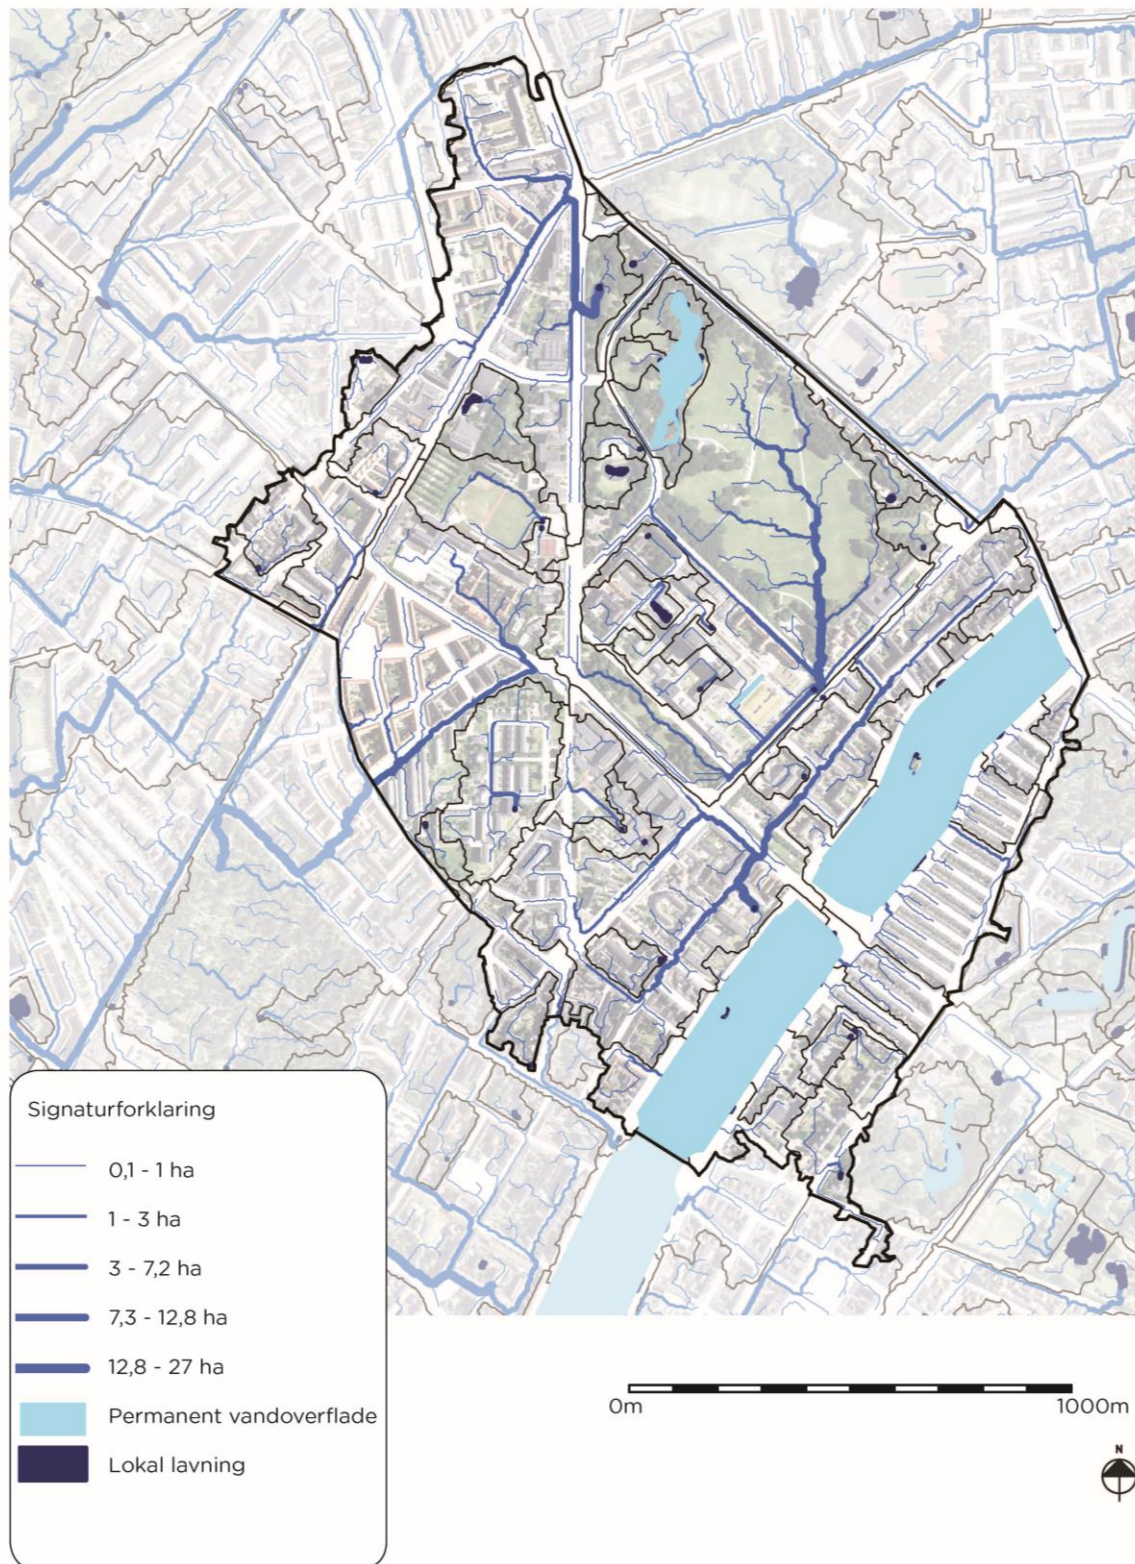 Signaturforklaring
0,1 - 1 ha
1 - 3 ha
3 - 7,2 ha
7,3 - 12,8 ha
12,8 - 27 ha
Permanent vandoverflade
Lokal lavning
0m 1000m
N